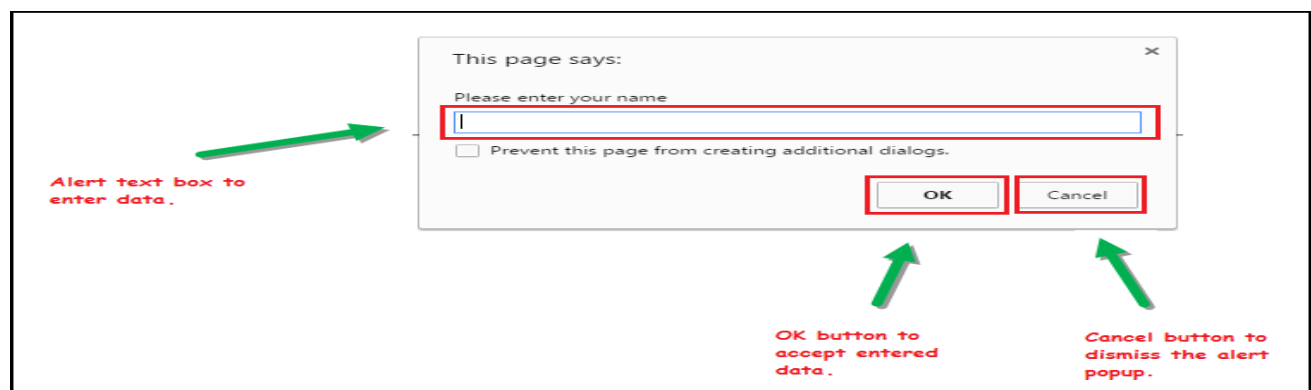 This page says:
×
Please enter your name
Prevent this page from creating additional dialogs.
OK
Cancel
Alert text box to
enter data.
OK button to
accept entered
data.
Cancel button to
dismiss the alert
popup.